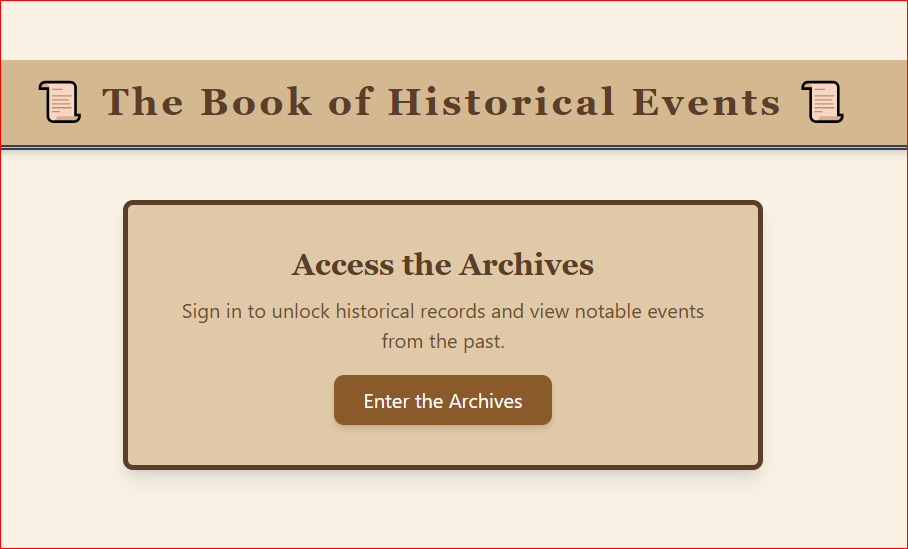 The Book of Historical Events
Access the Archives
Sign in to unlock historical records and view notable events
from the past.
Enter the Archives